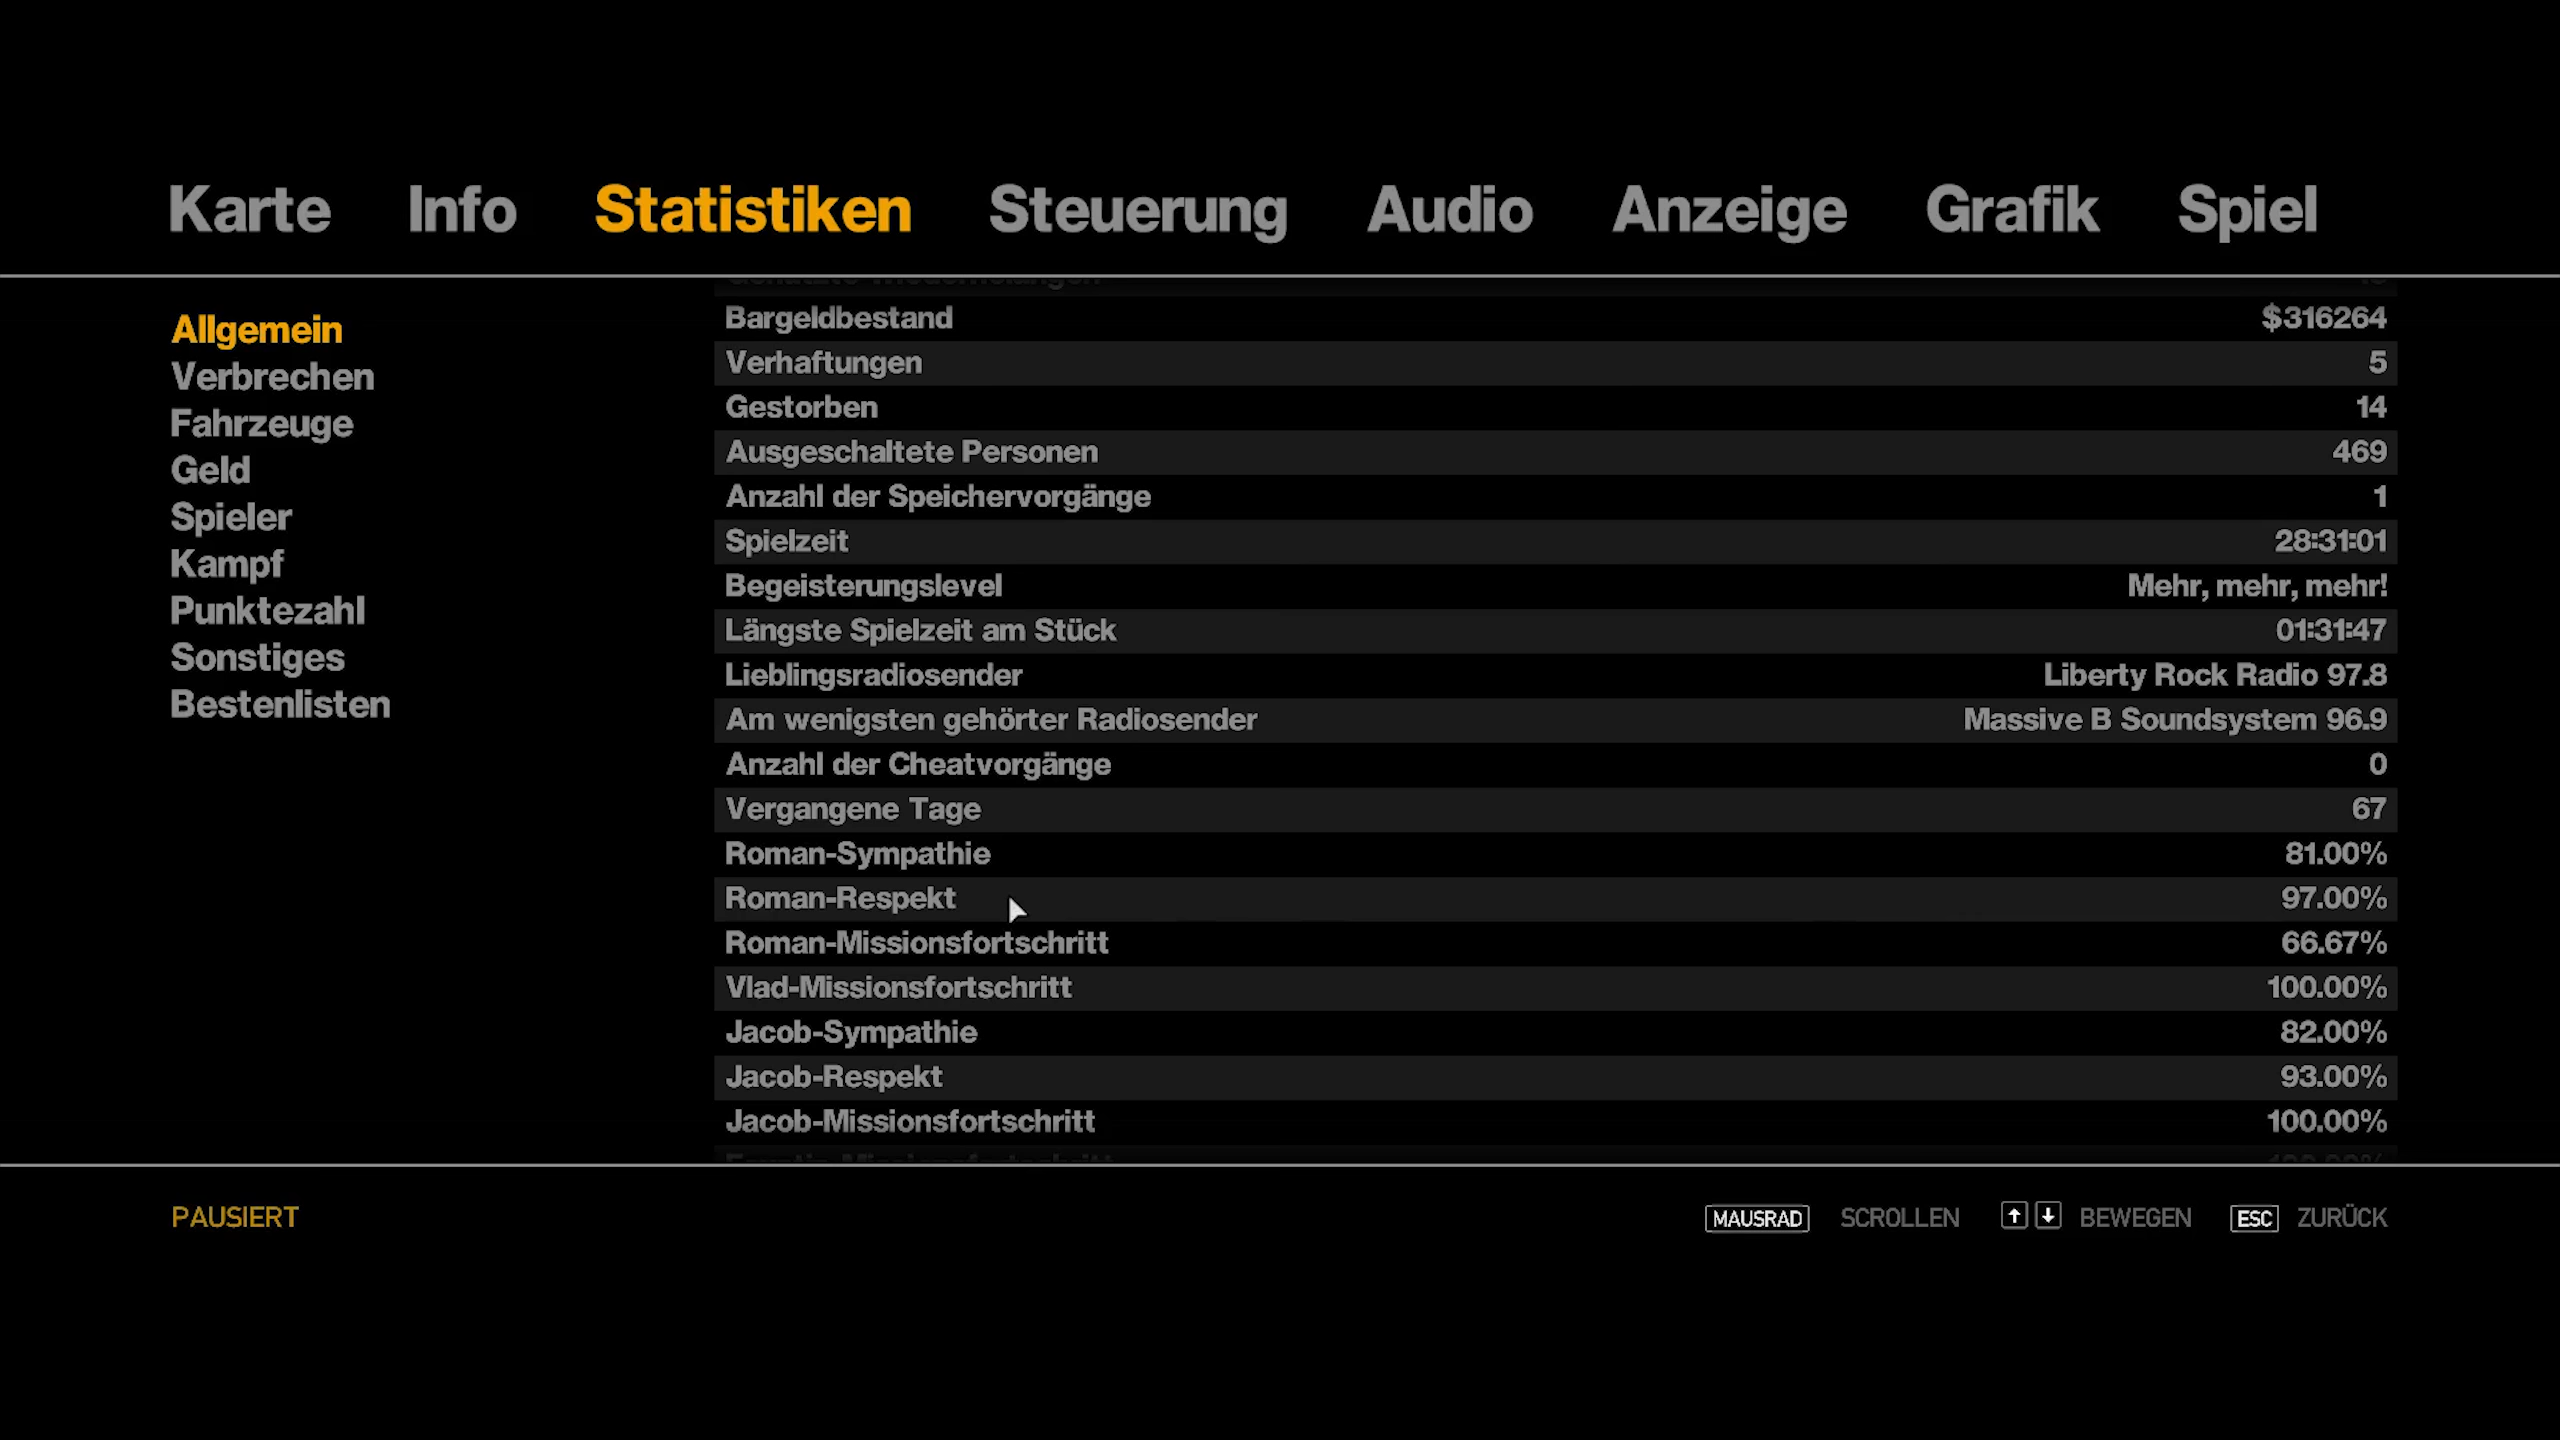 Karte Info Statistiken Steuerung Audio Anzeige Grafik Spiel
Allgemein
Verbrechen
Fahrzeuge
Geld
Spieler
Kampf
Punktezahl
Sonstiges
Bestenlisten
Bargeldbestand $316264
Verhaftungen 5
Gestorben 14
Ausgeschaltete Personen 469
Anzahl der Speichervorgänge 1
Spielzeit 28:31:01
Begeisterungslevel Mehr, mehr, mehr!
Längste Spielzeit am Stück 01:31:47
Lieblingsradiosender Liberty Rock Radio 97.8
Am wenigsten gehörter Radiosender Massive B Soundsystem 96.9
Anzahl der Cheatvorgänge 0
Vergangene Tage 67
Roman-Sympathie 81.00%
Roman-Respekt 97.00%
Roman-Missionsfortschritt 66.67%
Vlad-Missionsfortschritt 100.00%
Jacob-Sympathie 82.00%
Jacob-Respekt 93.00%
Jacob-Missionsfortschritt 100.00%
PAUSIERT
MAUSRAD SCROLLEN BEWEGEN ESC ZURÜCK